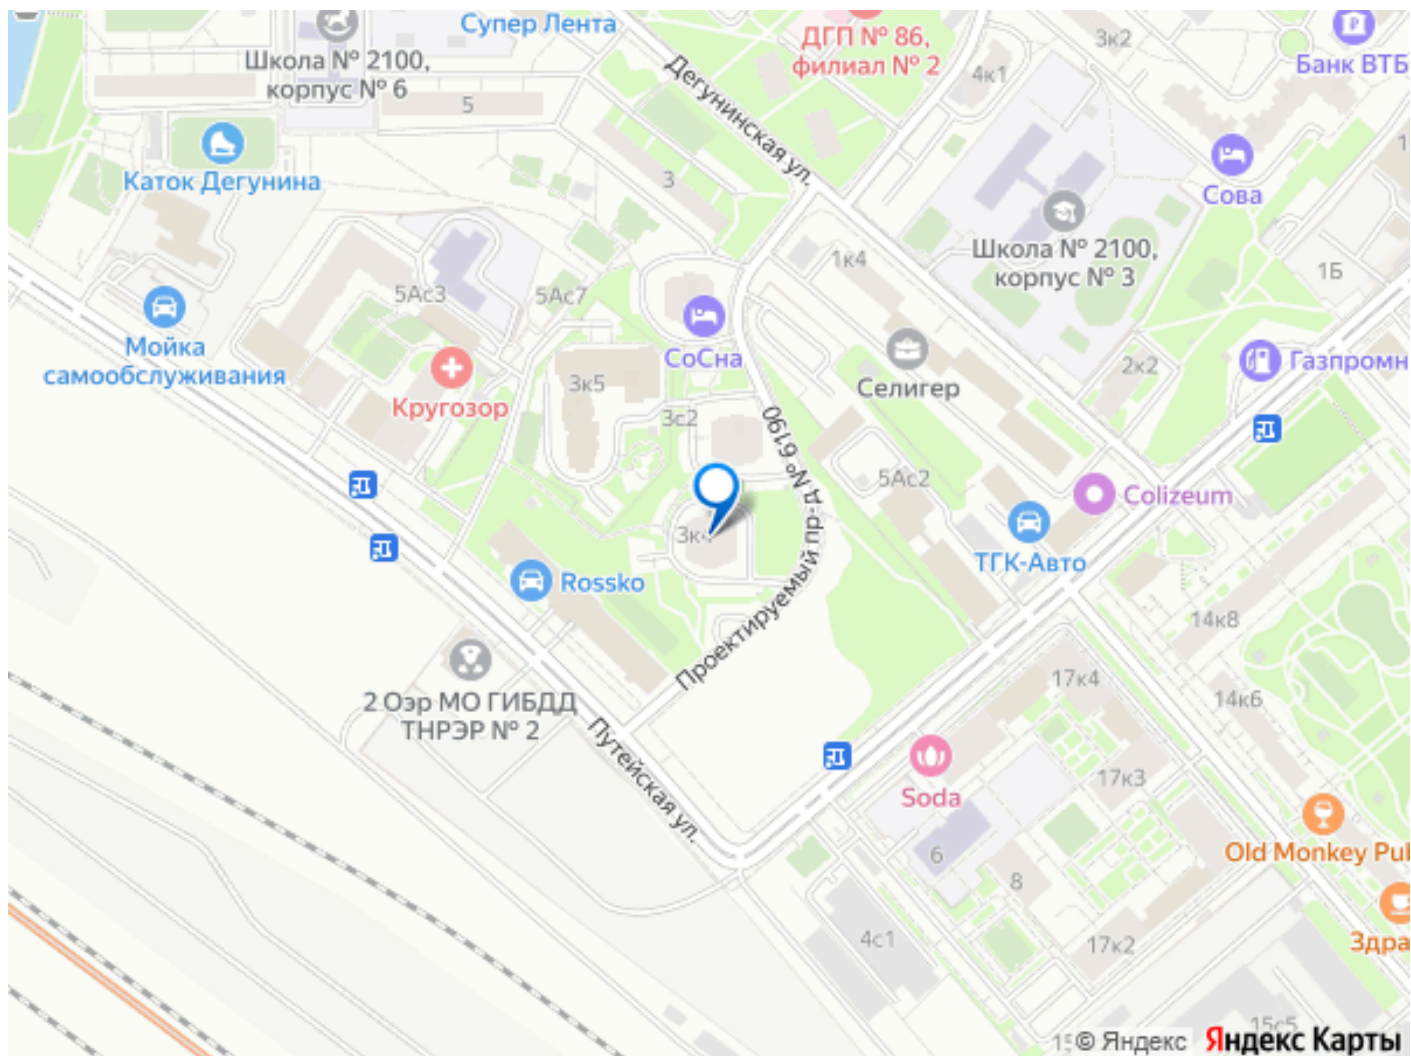 Супер Лента
Школа № 2100,
корпус № 6
5
ДГП № 86,
филиал № 2
3к2
4к1
Банк ВТБ
Дегунинская ул.
Каток Дегунина
3
Сова
Школа № 2100,
корпус № 3
1к4
1Б
5Ас3
5Ас7
Мойка
самообслуживания
СоСна
Селигер
2к2
Газпромн
Кругозор
3к5
3с2
Проектируемый пр-д № 6190
5Ас2
Colizeum
3к4
ТГК-Авто
Rossko
14к8
2 Оэр МО ГИБДД
ТНРЭР № 2
17к4
14к6
Путейская ул.
Soda
17к3
6
8
Old Monkey Pu
4с1
17к2
Здра
15с5
© Яндекс
Яндекс Карты